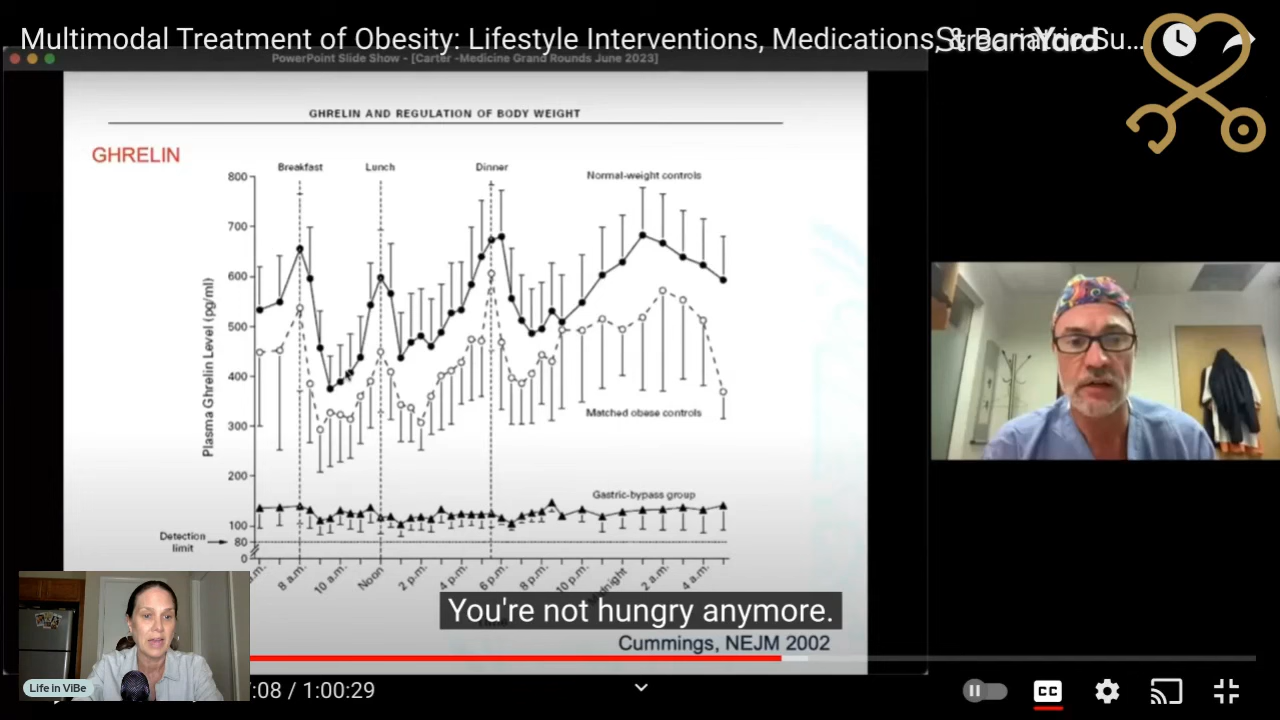 Multimodal Treatment of Obesity: Lifestyle Interventions, Medications, & Bariatric Su...
StreamYard
PowerPoint Slide Show - [Carter -Medicine Grand Rounds June 2023]
GHRELIN AND REGULATION OF BODY WEIGHT
GHRELIN
Breakfast
Lunch
Dinner
Normal-weight controls
800
700
600
500
400
300
200
100
80
0
Plasma Ghrelin Level (pg/ml)
Matched obese controls
Gastric-bypass group
Detection
limit
8 a.m.
10 a.m.
Noon
2 p.m.
4 p.m.
6 p.m.
8 p.m.
10 p.m.
2 a.m.
4 a.m.
You're not hungry anymore.
Cummings, NEJM 2002
Life in ViBe
:08 / 1:00:29
CC